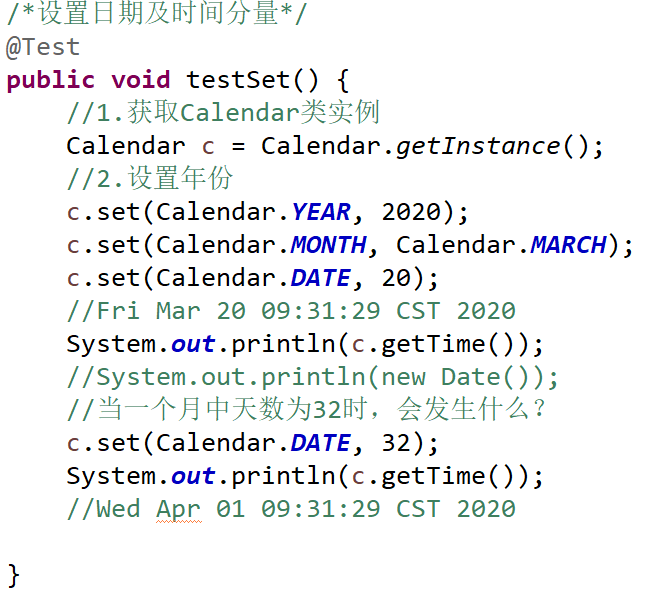 /*设置日期及时间分量*/
@Test
public void testSet() {
    //1.获取Calendar类实例
    Calendar c = Calendar.getInstance();
    //2.设置年份
    c.set(Calendar.YEAR, 2020);
    c.set(Calendar.MONTH, Calendar.MARCH);
    c.set(Calendar.DATE, 20);
    //Fri Mar 20 09:31:29 CST 2020
    System.out.println(c.getTime());
    //System.out.println(new Date());
    //当一个月中天数为32时，会发生什么？
    c.set(Calendar.DATE, 32);
    System.out.println(c.getTime());
    //Wed Apr 01 09:31:29 CST 2020
}